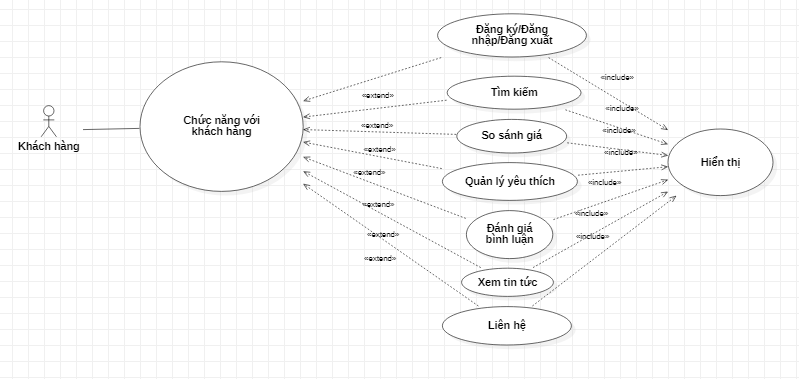 Đăng ký/Đăng
nhập/Đăng xuất
«include»
«extend»
Tìm kiếm
«include»
Chức năng với
khách hàng
Khách hàng
«extend»
So sánh giá
«include»
«extend»
«include»
Hiển thị
«extend»
Quản lý yêu thích
«include»
«extend»
«include»
Đánh giá
bình luận
«extend»
«include»
«extend»
Xem tin tức
Liên hệ